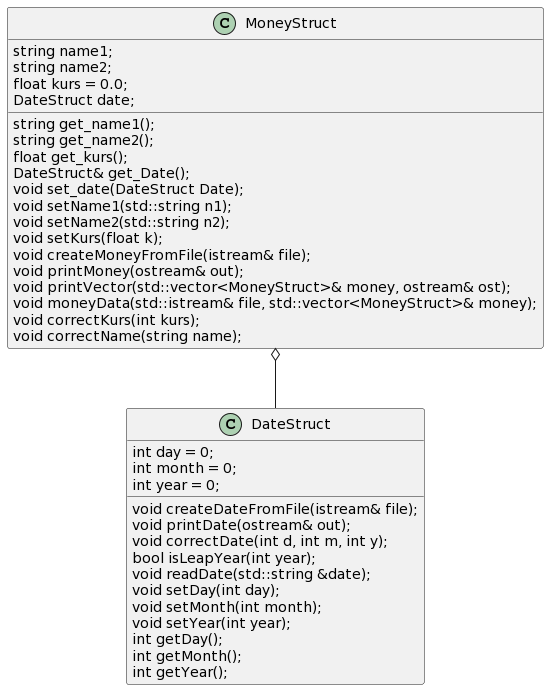 C MoneyStruct
string name1;
string name2;
float kurs = 0.0;
DateStruct date;
string get_name1();
string get_name2();
float get_kurs();
DateStruct& get_Date();
void set_date(DateStruct Date);
void setName1(std::string n1);
void setName2(std::string n2);
void setKurs(float k);
void createMoneyFromFile(istream& file);
void printMoney(ostream& out);
void printVector(std::vector<MoneyStruct>& money, ostream& ost);
void moneyData(std::istream& file, std::vector<MoneyStruct>& money);
void correctKurs(int kurs);
void correctName(string name);
C DateStruct
int day = 0;
int month = 0;
int year = 0;
void createDateFromFile(istream& file);
void printDate(ostream& out);
void correctDate(int d, int m, int y);
bool isLeapYear(int year);
void readDate(std::string &date);
void setDay(int day);
void setMonth(int month);
void setYear(int year);
int getDay();
int getMonth();
int getYear();